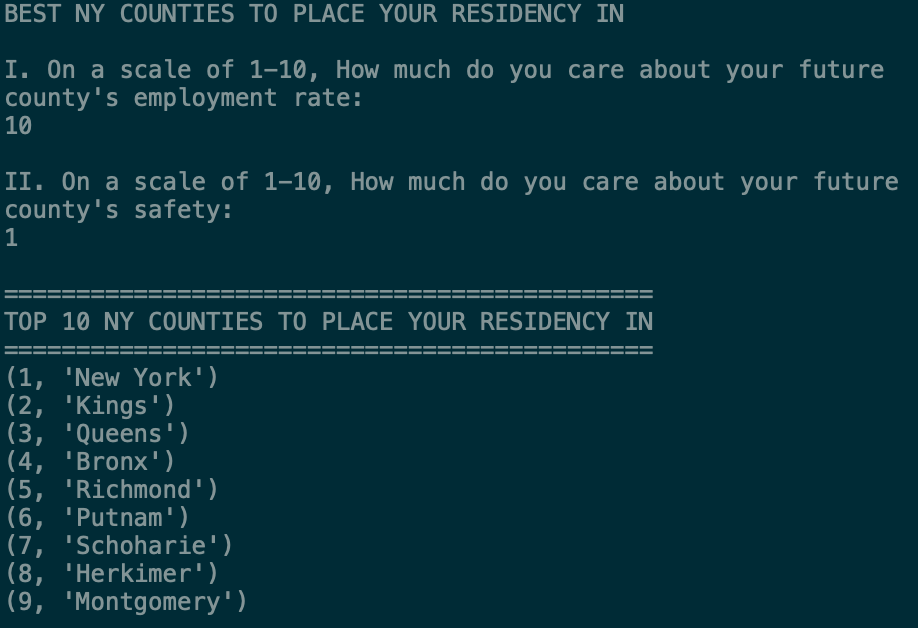 BEST NY COUNTIES TO PLACE YOUR RESIDENCY IN
I. On a scale of 1-10, How much do you care about your future
county's employment rate:
10
II. On a scale of 1-10, How much do you care about your future
county's safety:
1
=============================================
TOP 10 NY COUNTIES TO PLACE YOUR RESIDENCY IN
=============================================
(1, 'New York')
(2, 'Kings')
(3, 'Queens')
(4, 'Bronx')
(5, 'Richmond')
(6, 'Putnam')
(7, 'Schoharie')
(8, 'Herkimer')
(9, 'Montgomery')